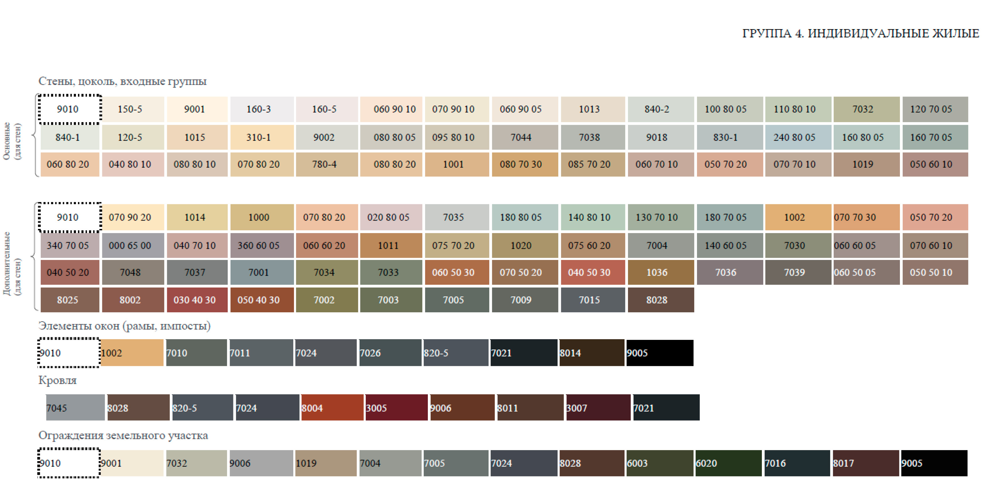 ГРУППА 4. ИНДИВИДУАЛЬНЫЕ ЖИЛЫЕ
Стены, цоколь, входные группы
Основные
(для стен)
9010 150-5 9001 160-3 160-5 060 90 10 070 90 10 060 90 05 1013 840-2 100 80 05 110 80 10 7032 120 70 05
840-1 120-5 1015 310-1 9002 080 80 05 095 80 10 7044 7038 9018 830-1 240 80 05 160 80 05 160 70 05
060 80 20 040 80 10 080 80 10 070 80 20 780-4 080 80 20 1001 080 70 30 085 70 20 060 70 10 050 70 20 070 70 10 1019 050 60 10
Дополнительные
(для стен)
9010 070 90 20 1014 1000 070 80 20 020 80 05 7035 180 80 05 140 80 10 130 70 10 180 70 05 1002 070 70 30 050 70 20
340 70 05 000 65 00 040 70 10 360 60 05 060 60 20 1011 075 70 20 1020 075 60 20 7004 140 60 05 7030 060 60 05 070 60 10
040 50 20 7048 7037 7001 7034 7033 060 50 30 070 50 20 040 50 30 1036 7036 7039 060 50 05 050 50 10
8025 8002 030 40 30 050 40 30 7002 7003 7005 7009 7015 8028
Элементы окон (рамы, импосты)
9010 1002 7010 7011 7024 7026 820-5 7021 8014 9005
Кровля
7045 8028 820-5 7024 8004 3005 9006 8011 3007 7021
Ограждения земельного участка
9010 9001 7032 9006 1019 7004 7005 7024 8028 6003 6020 7016 8017 9005